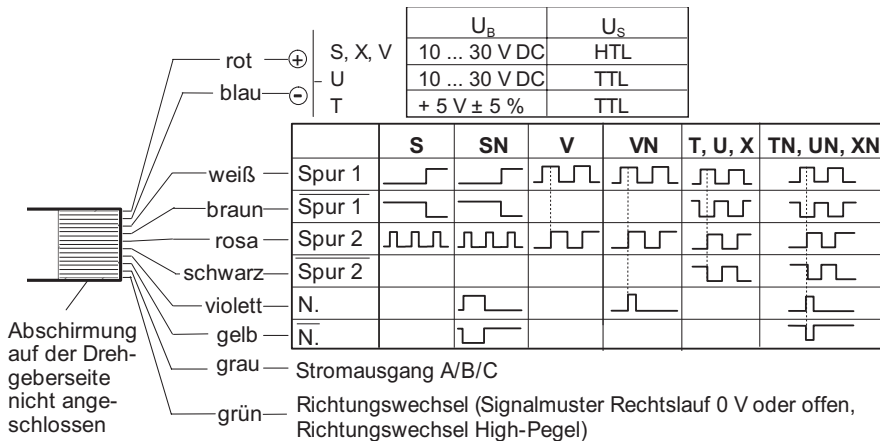 U_B U_S
rot + S, X, V 10 ... 30 V DC HTL
- U 10 ... 30 V DC TTL
blau - T + 5 V ± 5 % TTL
S SN V VN T, U, X TN, UN, XN
weiß Spur 1
braun S̅p̅u̅r̅ ̅1̅
rosa Spur 2
schwarz S̅p̅u̅r̅ ̅2̅
violett N.
gelb N̅.̅
grau Stromausgang A/B/C
grün Richtungswechsel (Signalmuster Rechtslauf 0 V oder offen,
Richtungswechsel High-Pegel)
Abschirmung
auf der Dreh-
geberseite
nicht ange-
schlossen